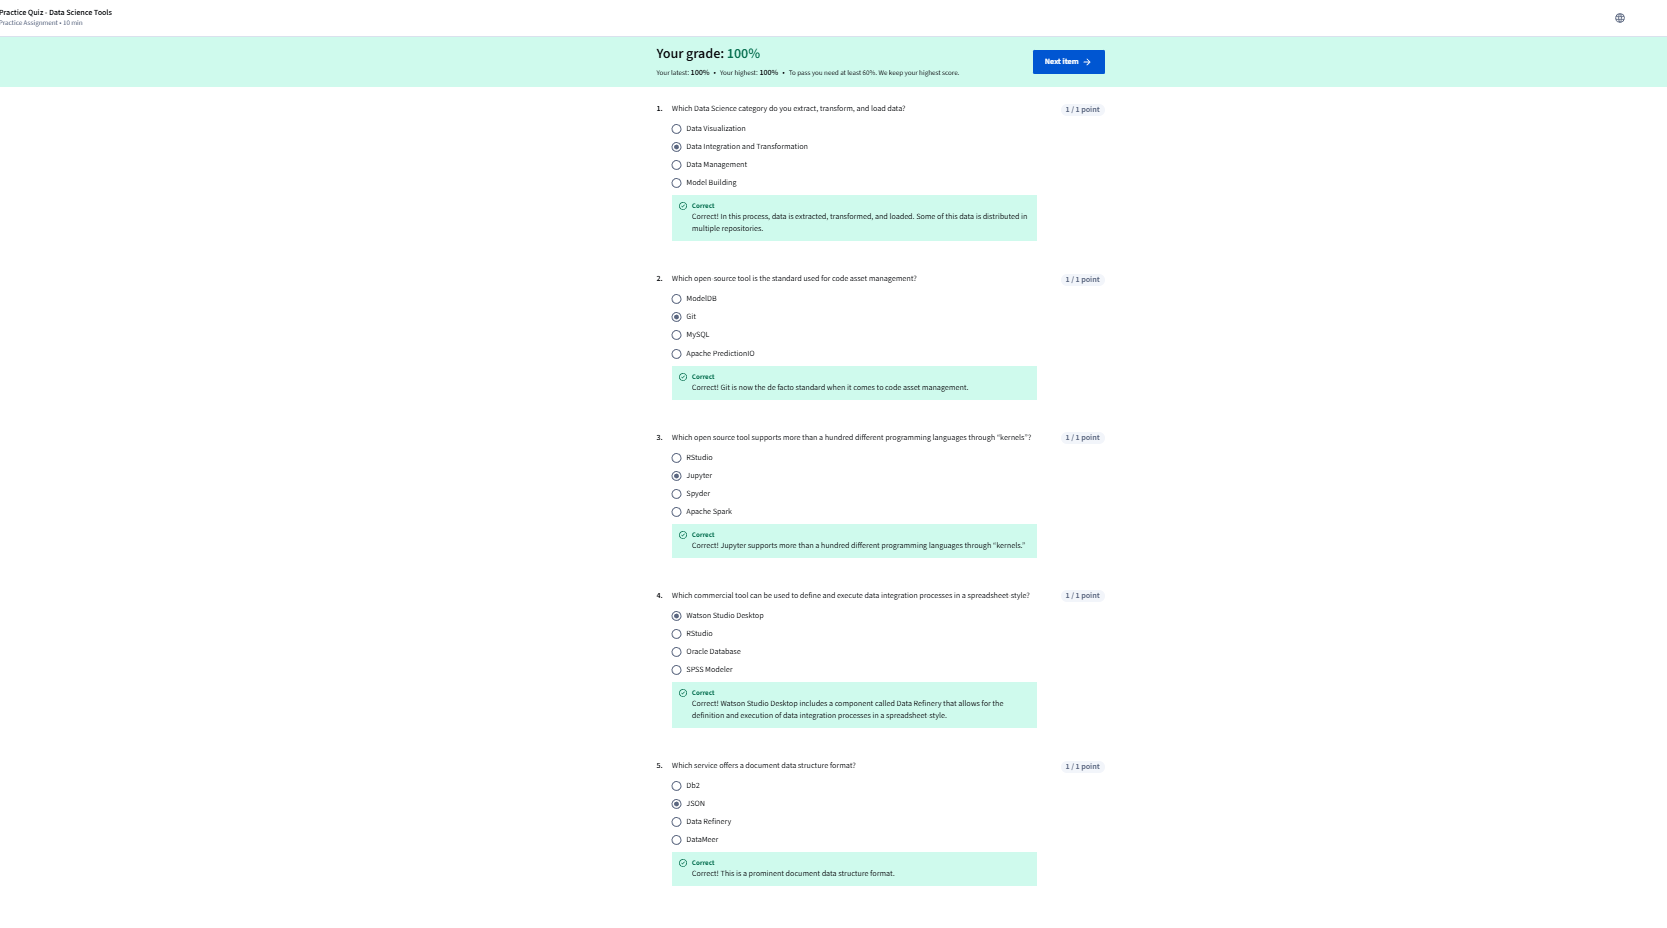 Practice Quiz - Data Science Tools
Practice Assignment • 10 min
Your grade: 100%
Your latest: 100% • Your highest: 100% • To pass you need at least 60%. We keep your highest score.
Next item →
1. Which Data Science category do you extract, transform, and load data?
1 / 1 point
Data Visualization
Data Integration and Transformation
Data Management
Model Building
Correct
Correct! In this process, data is extracted, transformed, and loaded. Some of this data is distributed in
multiple repositories.
2. Which open-source tool is the standard used for code asset management?
1 / 1 point
ModelDB
Git
MySQL
Apache PredictionIO
Correct
Correct! Git is now the de facto standard when it comes to code asset management.
3. Which open source tool supports more than a hundred different programming languages through “kernels”?
1 / 1 point
RStudio
Jupyter
Spyder
Apache Spark
Correct
Correct! Jupyter supports more than a hundred different programming languages through “kernels.”
4. Which commercial tool can be used to define and execute data integration processes in a spreadsheet-style?
1 / 1 point
Watson Studio Desktop
RStudio
Oracle Database
SPSS Modeler
Correct
Correct! Watson Studio Desktop includes a component called Data Refinery that allows for the
definition and execution of data integration processes in a spreadsheet-style.
5. Which service offers a document data structure format?
1 / 1 point
Db2
JSON
Data Refinery
DataMeer
Correct
Correct! This is a prominent document data structure format.